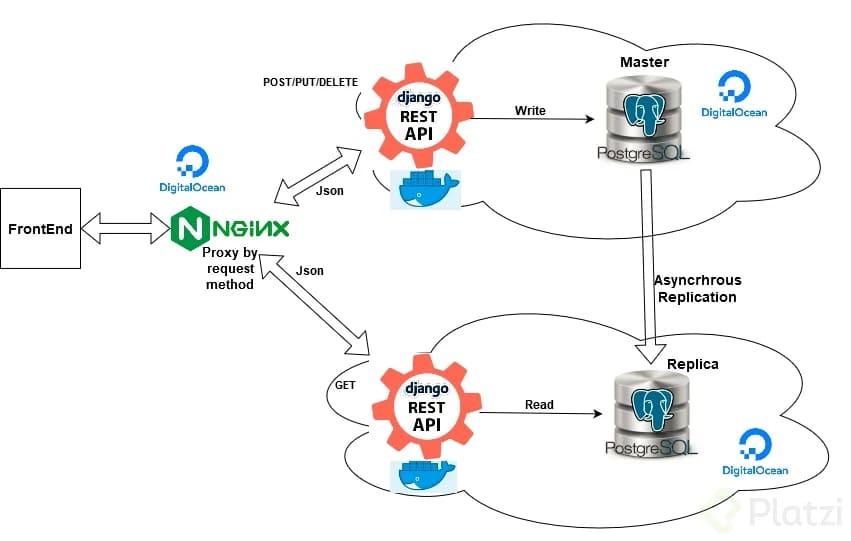 Master
POST/PUT/DELETE
django
REST
API
Write
PostgreSQL
DigitalOcean
DigitalOcean
Json
FrontEnd
NGINX
Proxy by
request
method
Json
Asyncrhrous
Replication
Replica
GET
django
REST
API
Read
PostgreSQL
DigitalOcean
Platzi